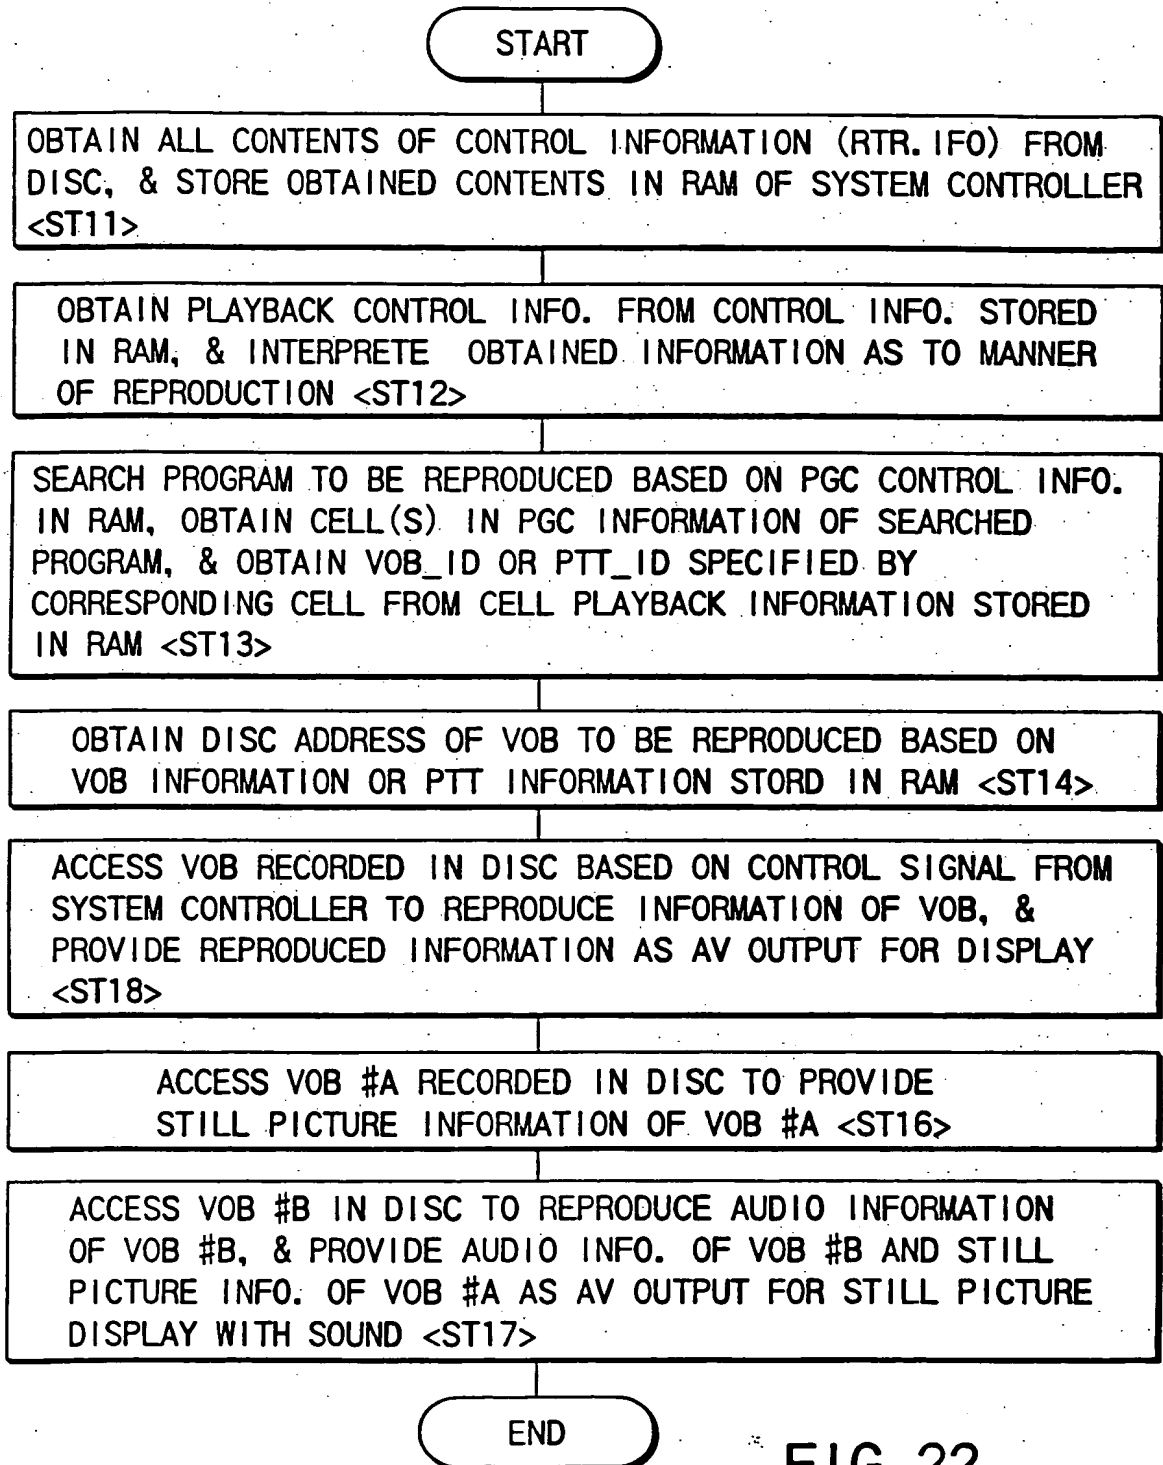 START
OBTAIN ALL CONTENTS OF CONTROL INFORMATION (RTR.IFO) FROM
DISC, & STORE OBTAINED CONTENTS IN RAM OF SYSTEM CONTROLLER
<ST11>
OBTAIN PLAYBACK CONTROL INFO. FROM CONTROL INFO. STORED
IN RAM, & INTERPRETE OBTAINED INFORMATION AS TO MANNER
OF REPRODUCTION <ST12>
SEARCH PROGRAM TO BE REPRODUCED BASED ON PGC CONTROL INFO.
IN RAM, OBTAIN CELL(S) IN PGC INFORMATION OF SEARCHED
PROGRAM, & OBTAIN VOB_ID OR PTT_ID SPECIFIED BY
CORRESPONDING CELL FROM CELL PLAYBACK INFORMATION STORED
IN RAM <ST13>
OBTAIN DISC ADDRESS OF VOB TO BE REPRODUCED BASED ON
VOB INFORMATION OR PTT INFORMATION STORD IN RAM <ST14>
ACCESS VOB RECORDED IN DISC BASED ON CONTROL SIGNAL FROM
SYSTEM CONTROLLER TO REPRODUCE INFORMATION OF VOB, &
PROVIDE REPRODUCED INFORMATION AS AV OUTPUT FOR DISPLAY
<ST18>
ACCESS VOB #A RECORDED IN DISC TO PROVIDE
STILL PICTURE INFORMATION OF VOB #A <ST16>
ACCESS VOB #B IN DISC TO REPRODUCE AUDIO INFORMATION
OF VOB #B, & PROVIDE AUDIO INFO. OF VOB #B AND STILL
PICTURE INFO. OF VOB #A AS AV OUTPUT FOR STILL PICTURE
DISPLAY WITH SOUND <ST17>
END
FIG. 22